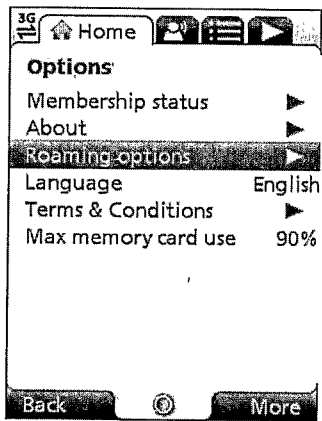 3G
Home
Options
Membership status
About
Roaming options
Language English
Terms & Conditions
Max memory card use 90%
Back More